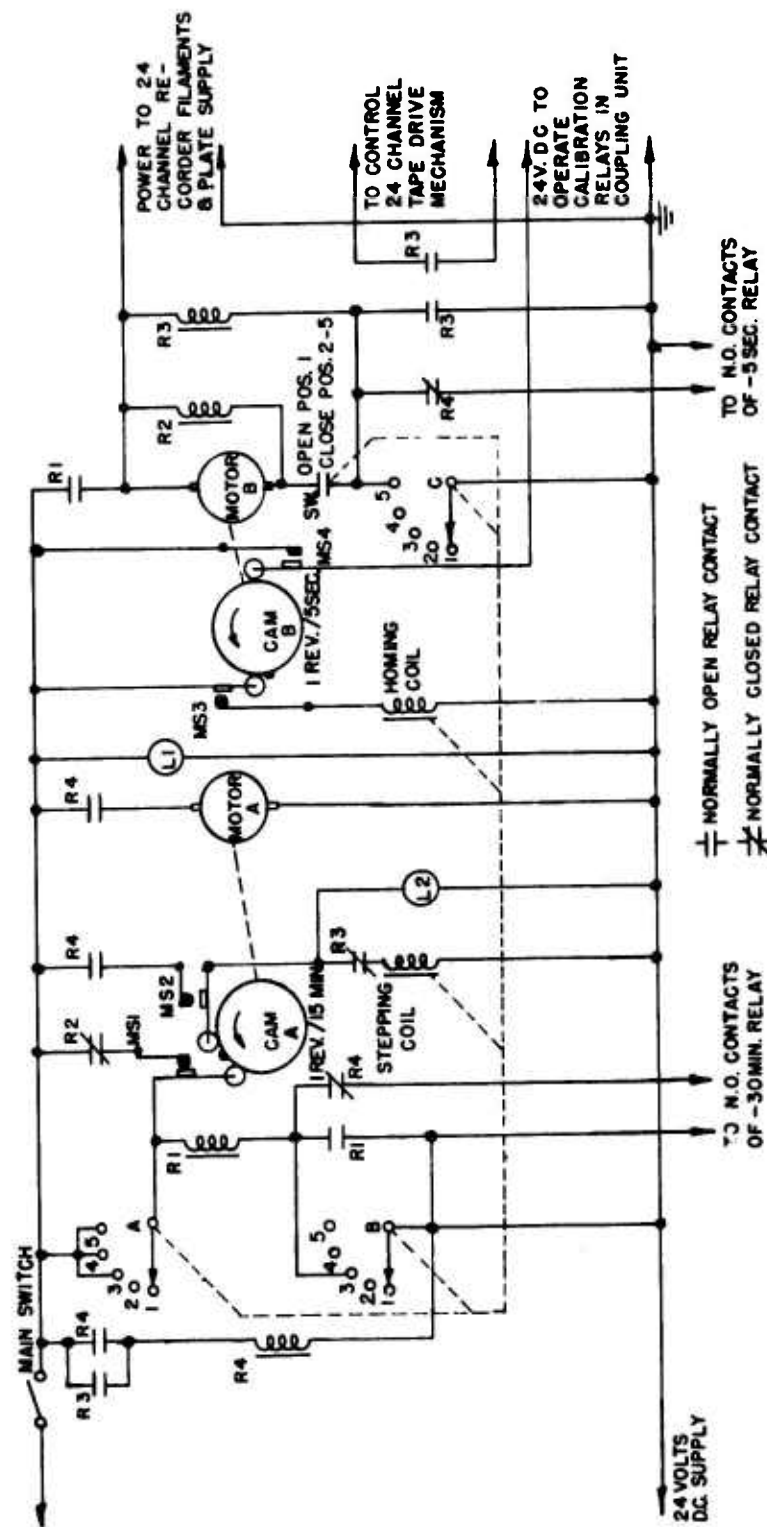 MAIN SWITCH
R3
R4
R4
1
2
3
4
5
A
1
2
3
4
5
B
R1
R1
R4
R2
MS1
R4
MS2
CAM
A
1 REV./15 MIN.
R3
STEPPING
COIL
L2
R4
MOTOR
A
L1
MS3
CAM
B
1 REV./5SEC.
MS4
HOMING
COIL
R1
MOTOR
B
R2
R3
SW.
OPEN POS. 1
CLOSE POS. 2-5
1
2
3
4
5
C
R4
R3
R3
POWER TO 24
CHANNEL RE-
CORDER FILAMENTS
& PLATE SUPPLY
TO CONTROL
24 CHANNEL
TAPE DRIVE
MECHANISM
24V. DC TO
OPERATE
CALIBRATION
RELAYS IN
COUPLING UNIT
24 VOLTS
D.C. SUPPLY
TO N.O. CONTACTS
OF -30MIN. RELAY
TO N.O. CONTACTS
OF -5 SEC. RELAY
NORMALLY OPEN RELAY CONTACT
NORMALLY CLOSED RELAY CONTACT